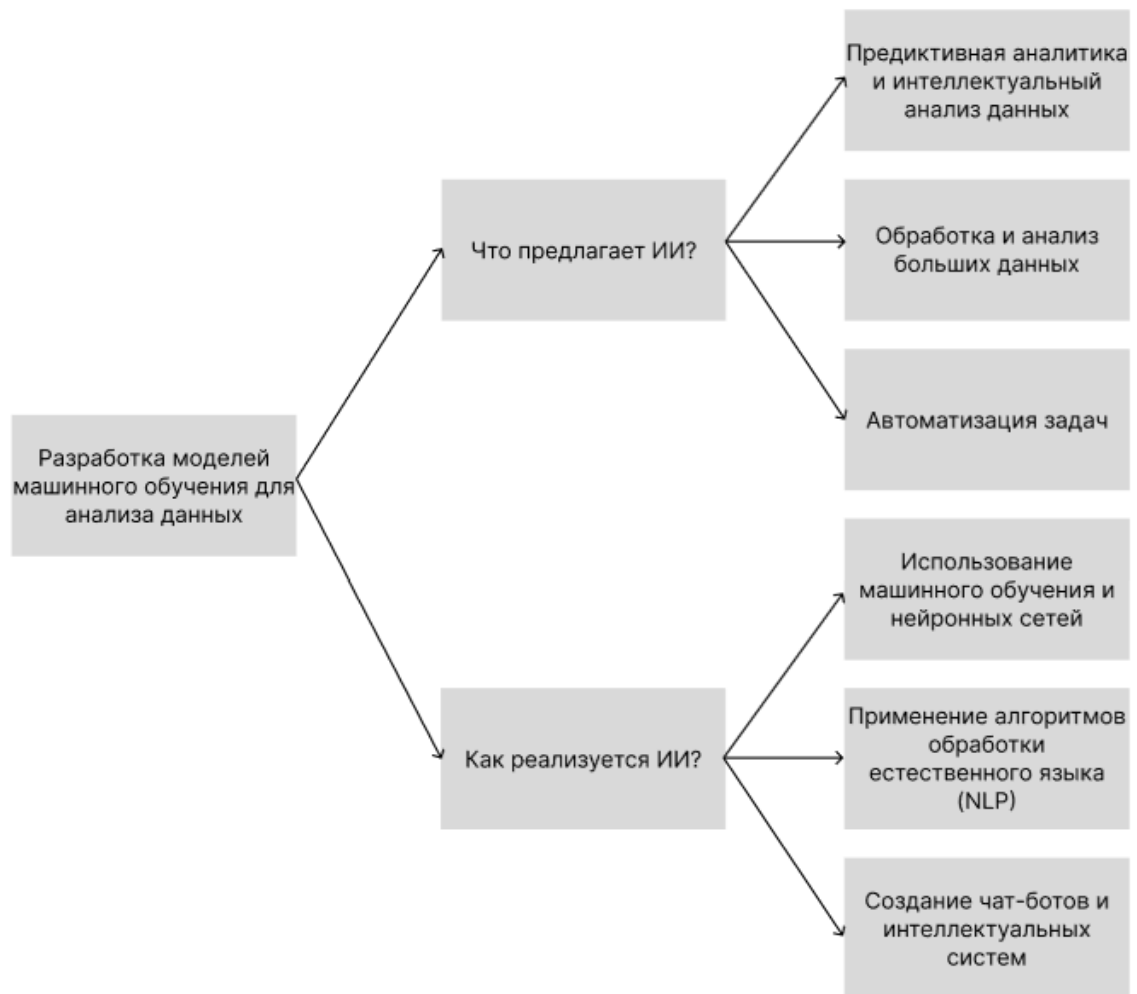 Предиктивная аналитика
и интеллектуальный
анализ данных
Что предлагает ИИ?
Обработка и анализ
больших данных
Автоматизация задач
Разработка моделей
машинного обучения для
анализа данных
Использование
машинного обучения и
нейронных сетей
Как реализуется ИИ?
Применение алгоритмов
обработки
естественного языка
(NLP)
Создание чат-ботов и
интеллектуальных
систем